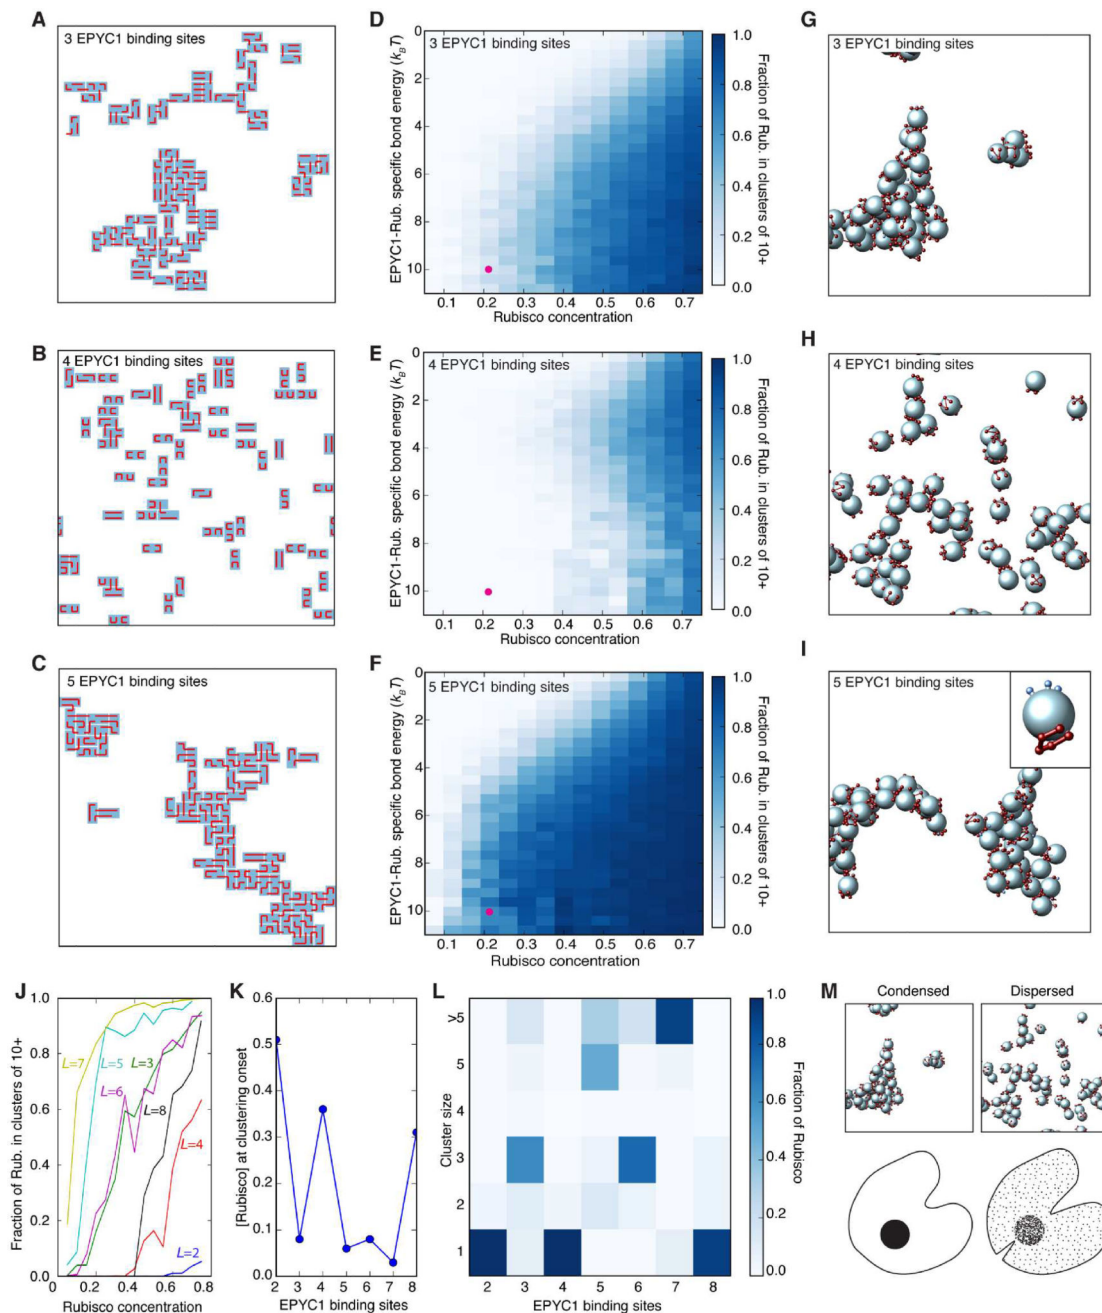 A
3 EPYC1 binding sites
D
EPYC1-Rub. specific bond energy (kBT)
3 EPYC1 binding sites
0
2
4
6
8
10
0.1 0.2 0.3 0.4 0.5 0.6 0.7
Rubisco concentration
1.0
0.8
0.6
0.4
0.2
0.0
Fraction of Rub. in clusters of 10+
G
3 EPYC1 binding sites
B
4 EPYC1 binding sites
E
EPYC1-Rub. specific bond energy (kBT)
4 EPYC1 binding sites
0
2
4
6
8
10
0.1 0.2 0.3 0.4 0.5 0.6 0.7
Rubisco concentration
1.0
0.8
0.6
0.4
0.2
0.0
Fraction of Rub. in clusters of 10+
H
4 EPYC1 binding sites
C
5 EPYC1 binding sites
F
EPYC1-Rub. specific bond energy (kBT)
5 EPYC1 binding sites
0
2
4
6
8
10
0.1 0.2 0.3 0.4 0.5 0.6 0.7
Rubisco concentration
1.0
0.8
0.6
0.4
0.2
0.0
Fraction of Rub. in clusters of 10+
I
5 EPYC1 binding sites
J
Fraction of Rub. in clusters of 10+
1.0
0.8
0.6
0.4
0.2
0.0
L=7
L=5
L=3
L=6
L=8
L=4
L=2
0.0 0.2 0.4 0.6 0.8
Rubisco concentration
K
[Rubisco] at clustering onset
0.6
0.5
0.4
0.3
0.2
0.1
0.0
2 3 4 5 6 7 8
EPYC1 binding sites
L
Cluster size
>5
5
4
3
2
1
2 3 4 5 6 7 8
EPYC1 binding sites
1.0
0.8
0.6
0.4
0.2
0.0
Fraction of Rubisco
M
Condensed
Dispersed